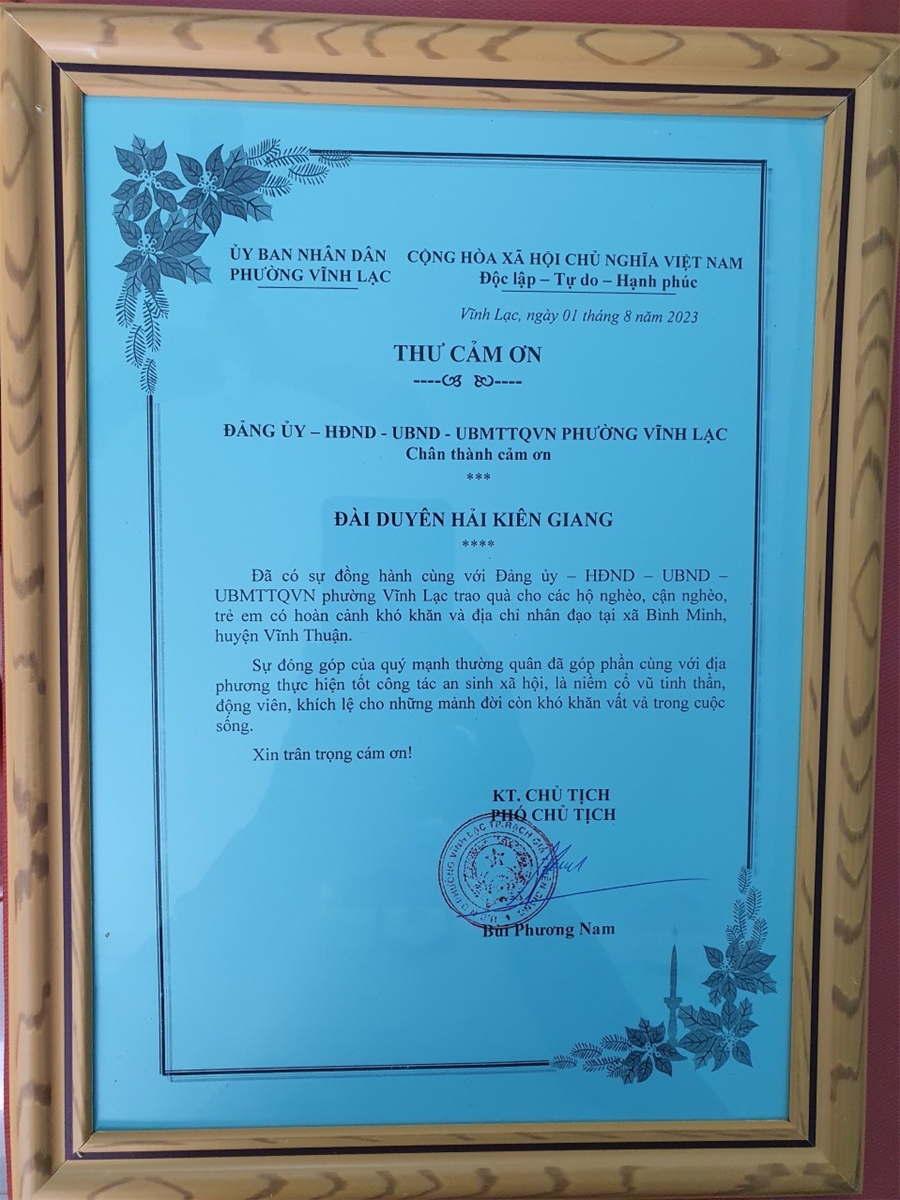 ỦY BAN NHÂN DÂN
PHƯỜNG VĨNH LẠC
CỘNG HÒA XÃ HỘI CHỦ NGHĨA VIỆT NAM
Độc lập – Tự do – Hạnh phúc
Vĩnh Lạc, ngày 01 tháng 8 năm 2023
THƯ CẢM ƠN
ĐẢNG ỦY – HĐND - UBND - UBMTTQVN PHƯỜNG VĨNH LẠC
Chân thành cảm ơn
***
ĐÀI DUYÊN HẢI KIÊN GIANG
****
Đã có sự đồng hành cùng với Đảng ủy – HĐND – UBND –
UBMTTQVN phường Vĩnh Lạc trao quà cho các hộ nghèo, cận nghèo,
trẻ em có hoàn cảnh khó khăn và địa chỉ nhân đạo tại xã Bình Minh,
huyện Vĩnh Thuận.
Sự đóng góp của quý mạnh thường quân đã góp phần cùng với địa
phương thực hiện tốt công tác an sinh xã hội, là niềm cổ vũ tinh thần,
động viên, khích lệ cho những mảnh đời còn khó khăn vất vả trong cuộc
sống.
Xin trân trọng cám ơn!
KT. CHỦ TỊCH
PHÓ CHỦ TỊCH
PHƯỜNG VĨNH LẠC TP.RẠCH GIÁ
Bùi Phương Nam